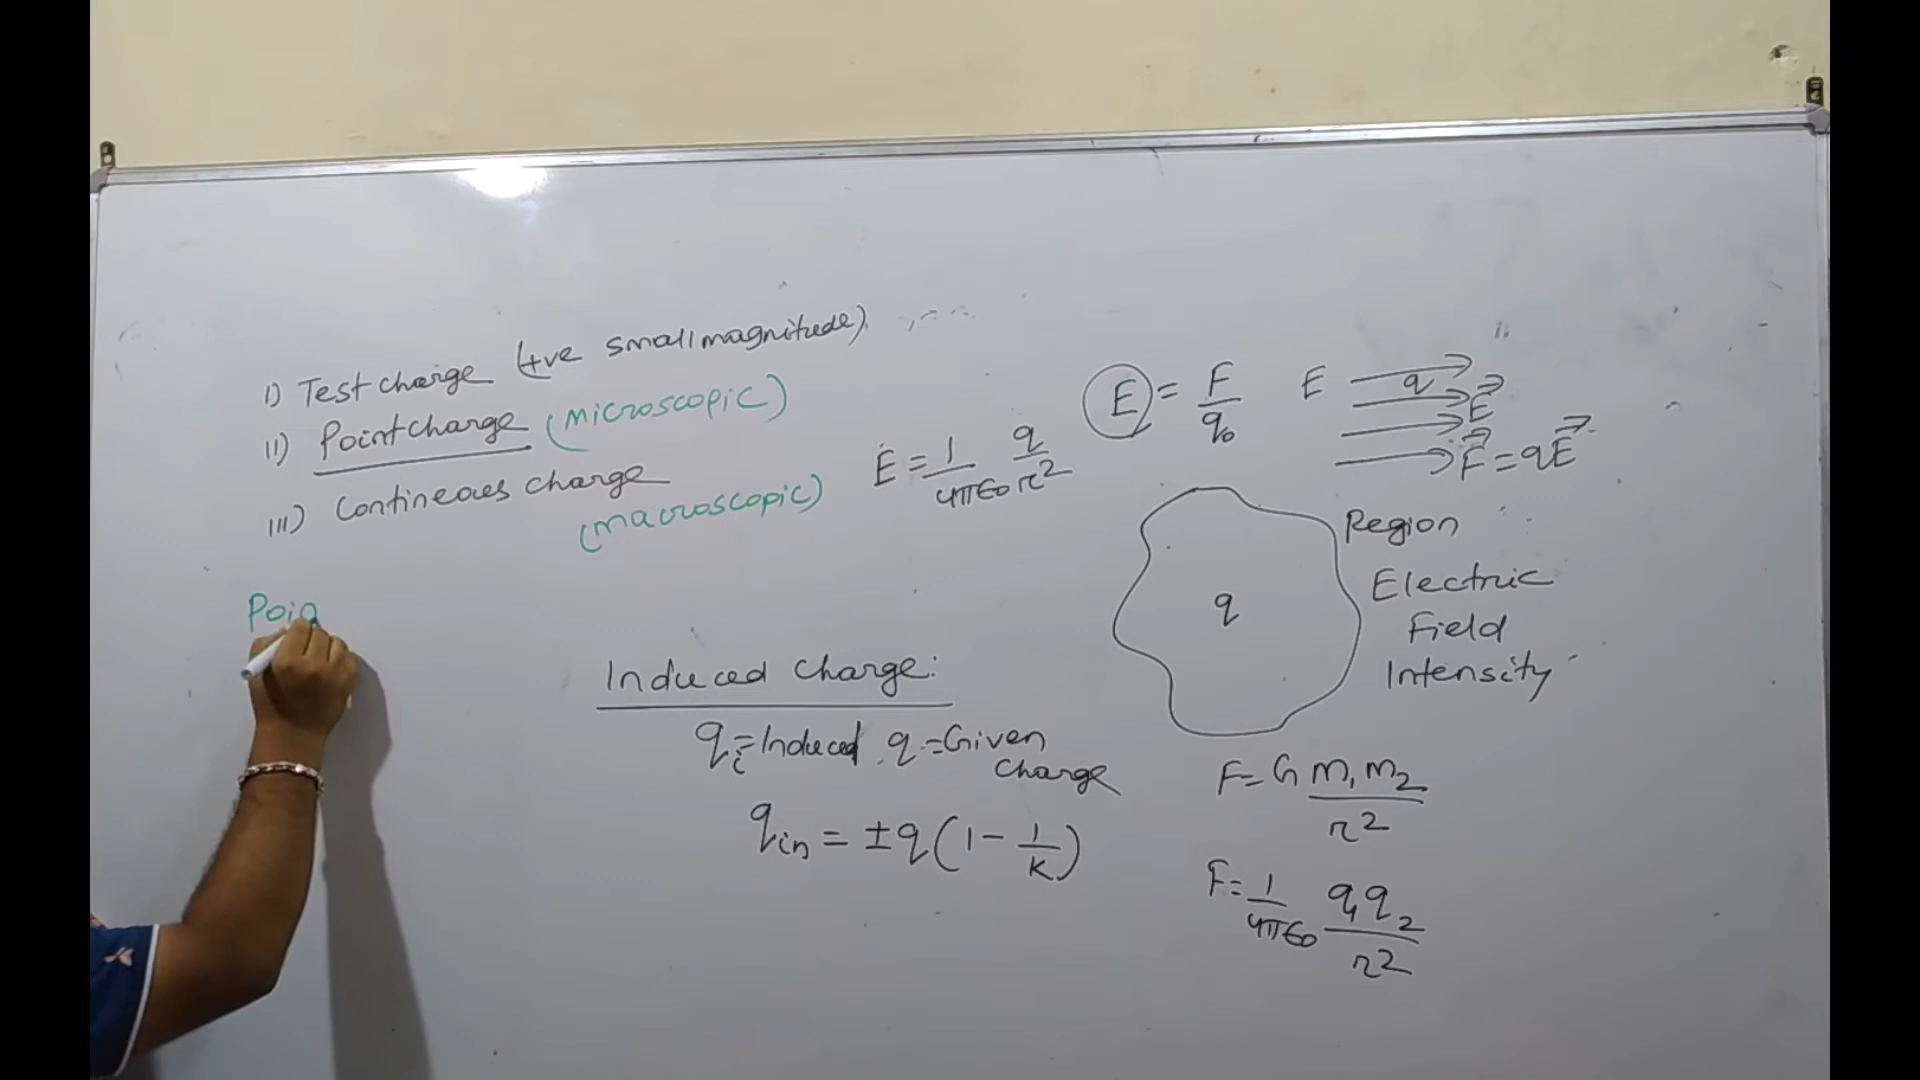 I) Test charge (+ve small magnitude)
II) Point charge (microscopic)
III) Contineous charge
(macroscopic)
Poin
E = 1/4πϵ0 q/r²
E = F/q₀
E
q
E⃗
F⃗ = qE⃗
Region
Electric
Field
Intensity
q
Induced Charge:
qi = Induced q = Given
charge
qin = ±q(1 - 1/K)
F = G m₁m₂/r²
F = 1/4πϵ0 q₁q₂/r²